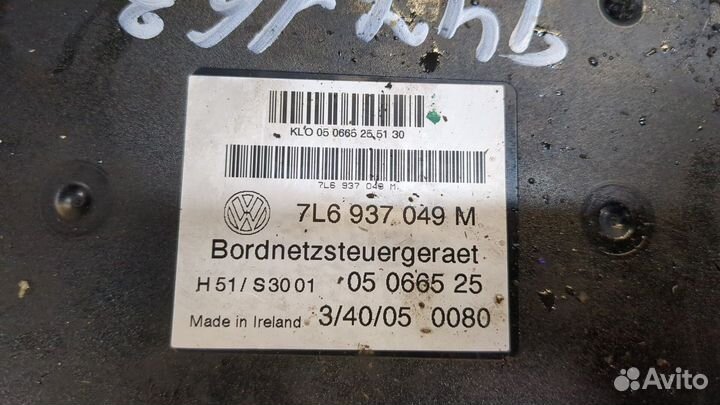 KLO 05 0665 25 51 30
7L6 937 049 M
7L6 937 049 M
Bordnetzsteuergeraet
H51/ S3001 05 0665 25
Made in Ireland 3/40/05 0080
Avito